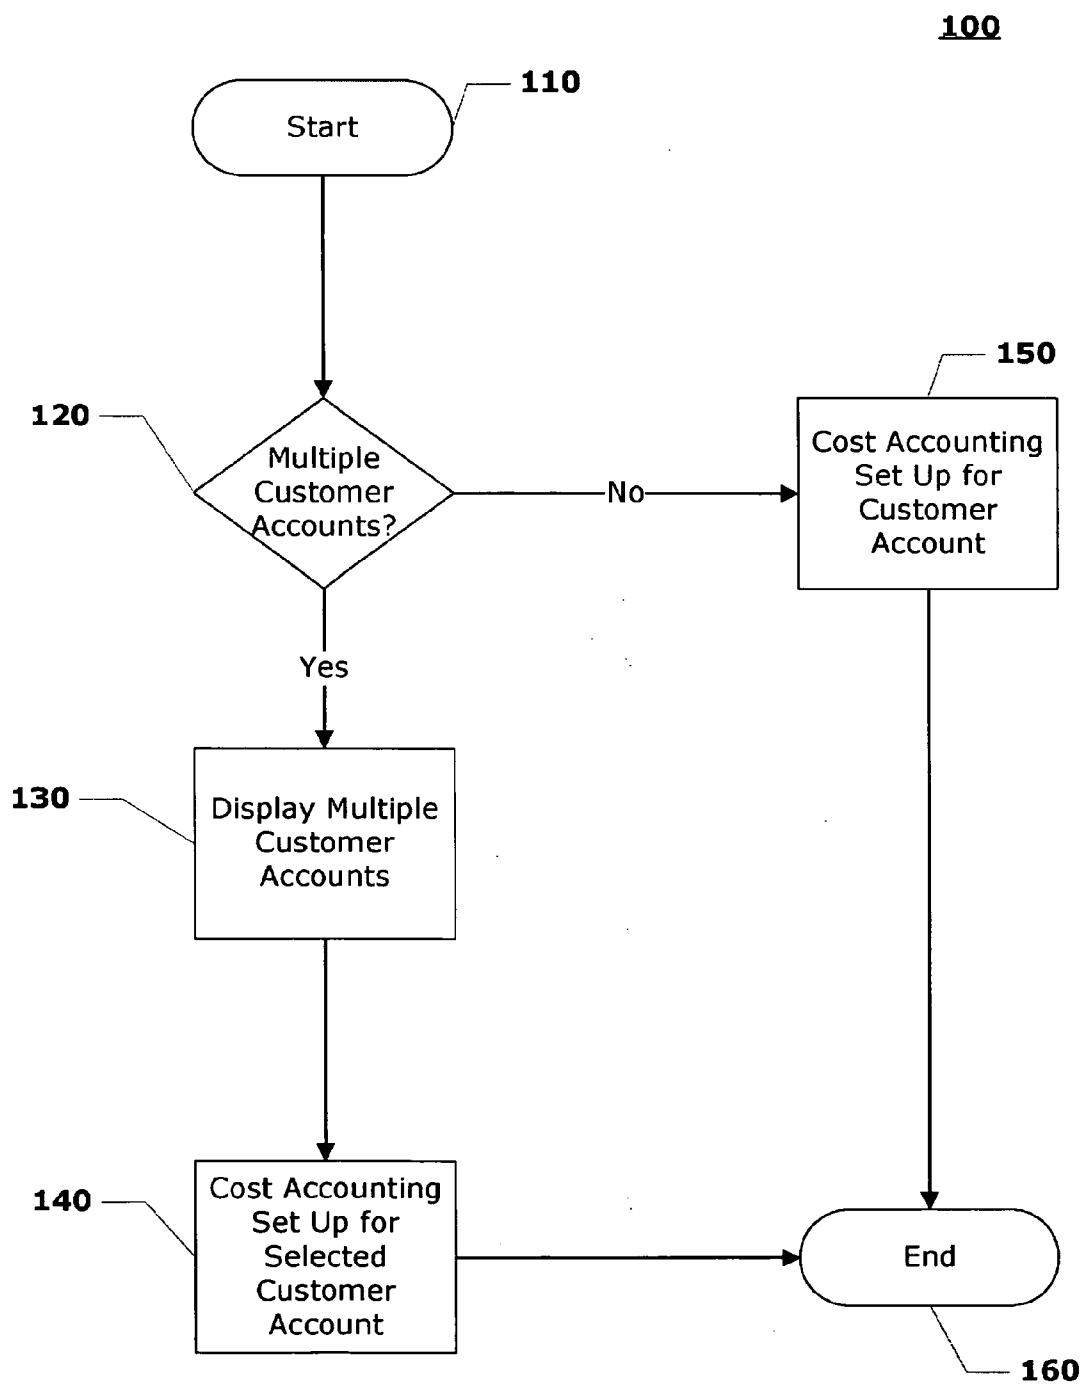 100
110
Start
150
120
Multiple
Customer
Accounts?
No
Cost Accounting
Set Up for
Customer
Account
Yes
130
Display Multiple
Customer
Accounts
140
Cost Accounting
Set Up for
Selected
Customer
Account
End
160